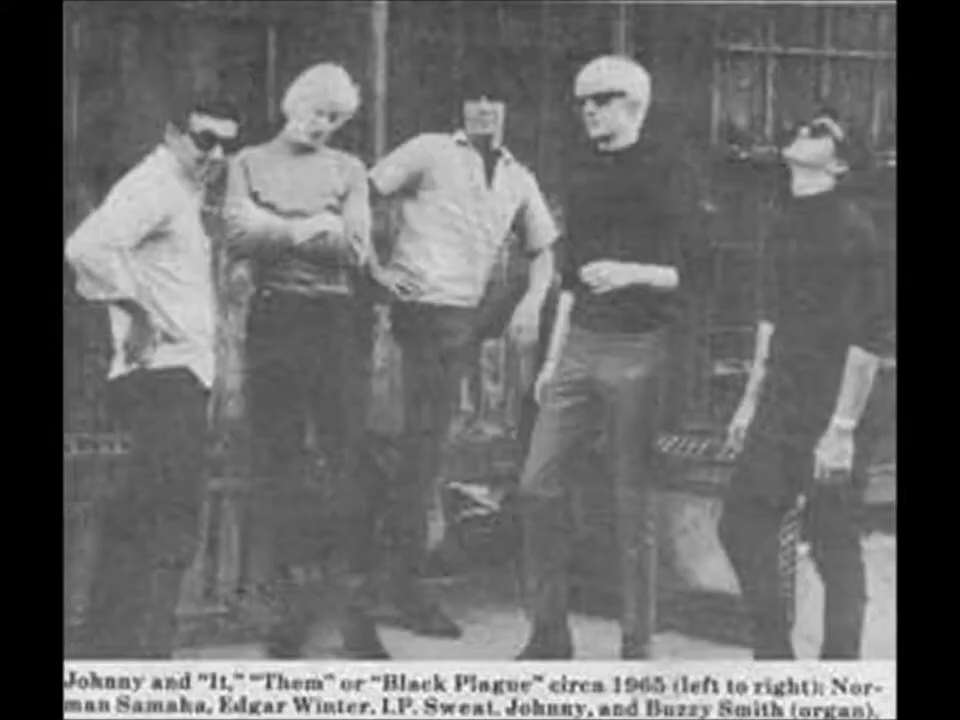 Johnny and "It," "Them" or "Black Plague" circa 1965 (left to right): Nor-
man Samaha, Edgar Winter, I.P. Sweat, Johnny, and Buzzy Smith (organ).